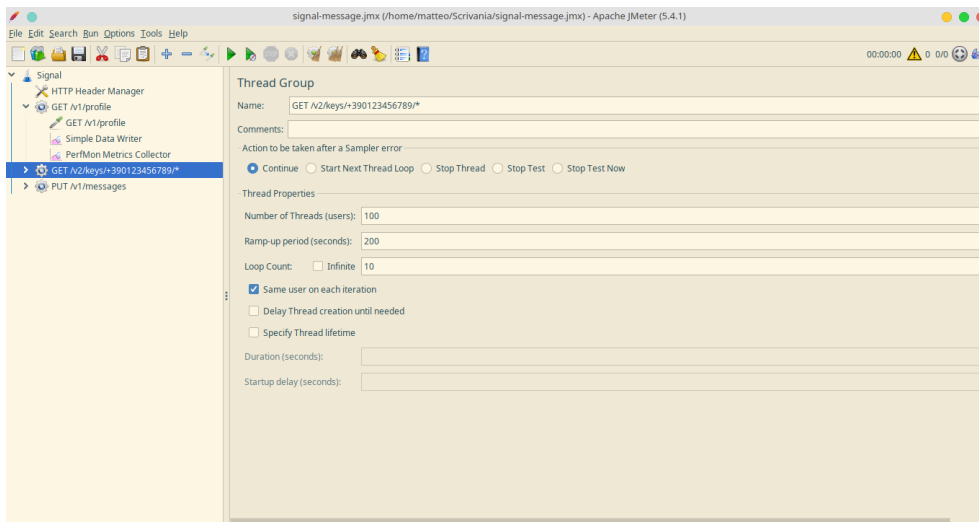 signal-message.jmx (/home/matteo/Scrivania/signal-message.jmx) - Apache JMeter (5.4.1)
File Edit Search Run Options Tools Help
00:00:00 0 0/0
Signal
HTTP Header Manager
GET /v1/profile
GET /v1/profile
Simple Data Writer
PerfMon Metrics Collector
GET /v2/keys/+390123456789/*
PUT /v1/messages
Thread Group
Name: GET /v2/keys/+390123456789/*
Comments:
Action to be taken after a Sampler error
Continue Start Next Thread Loop Stop Thread Stop Test Stop Test Now
Thread Properties
Number of Threads (users): 100
Ramp-up period (seconds): 200
Loop Count: Infinite 10
Same user on each iteration
Delay Thread creation until needed
Specify Thread lifetime
Duration (seconds):
Startup delay (seconds):